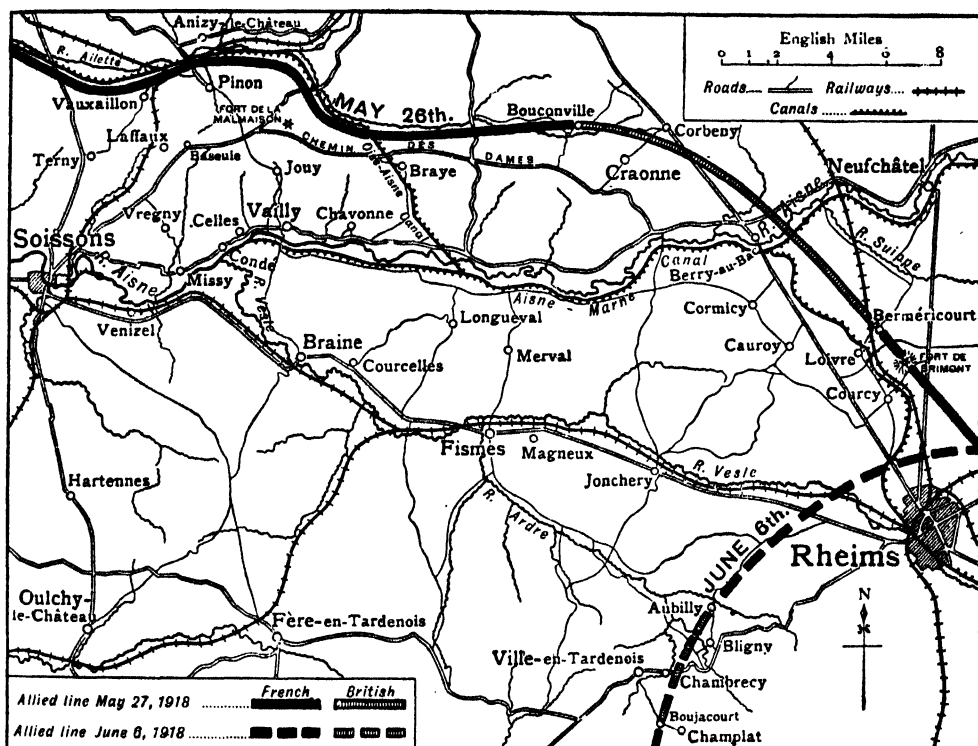 English Miles
0 1 2 4 6 8
Roads
Railways
Canals
Anizy-le-Château
R. Ailette
Pinon
Vauxaillon
FORT DE LA
MALMAISON
MAY 26th.
Bouconville
Corbeny
Laffaux
Terny
CHEMIN DES DAMES
Jouy
Oise-Aisne
Canal
Braye
Craonne
Neufchâtel
Vregny
Celles
Vailly
Chavonne
R. Aisne
R. Suippe
Soissons
R. Aisne
Condé
Missy
Canal
Berry-au-Bac
R. Vesle
Aisne - Marne
Venizel
Longueval
Cormicy
Berméricourt
Braine
Courcelles
Merval
Cauroy
Loivre
FORT DE
BRIMONT
Courcy
Fismes
Magneux
Jonchery
R. Vesle
Hartennes
R. Ardre
JUNE 6th.
Rheims
Oulchy-
le-Château
Fère-en-Tardenois
Aubilly
N
Bligny
Ville-en-Tardenois
Chambrecy
Boujacourt
Champlat
French British
Allied line May 27, 1918
Allied line June 6, 1918